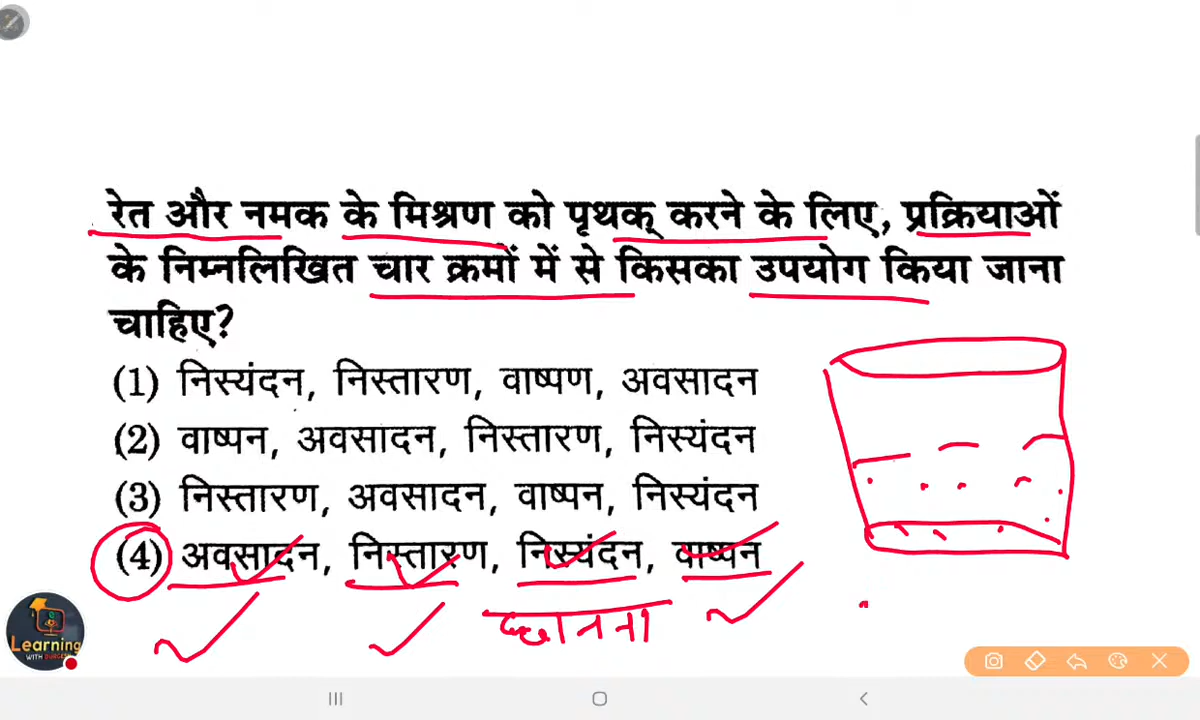 रेत और नमक के मिश्रण को पृथक् करने के लिए, प्रक्रियाओं
के निम्नलिखित चार क्रमों में से किसका उपयोग किया जाना
चाहिए?
(1) निस्यंदन, निस्तारण, वाष्पण, अवसादन
(2) वाष्पन, अवसादन, निस्तारण, निस्यंदन
(3) निस्तारण, अवसादन, वाष्पन, निस्यंदन
(4) अवसादन, निस्तारण, निस्यंदन, वाष्पन
छानना
Learning